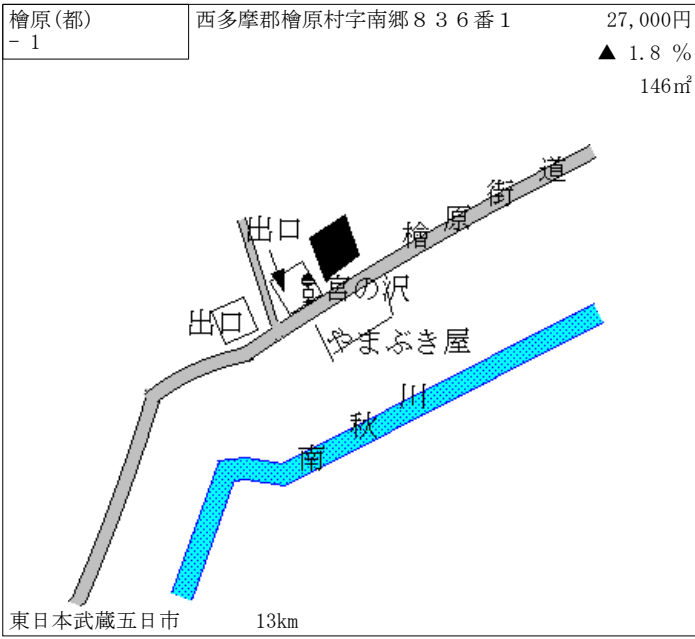 檜原(都)
- 1
西多摩郡檜原村字南郷８３６番１
27,000円
▲ 1.8 %
146㎡
檜原街道
出口
宮の沢
出口
やまぶき屋
南秋川
東日本武蔵五日市 13km